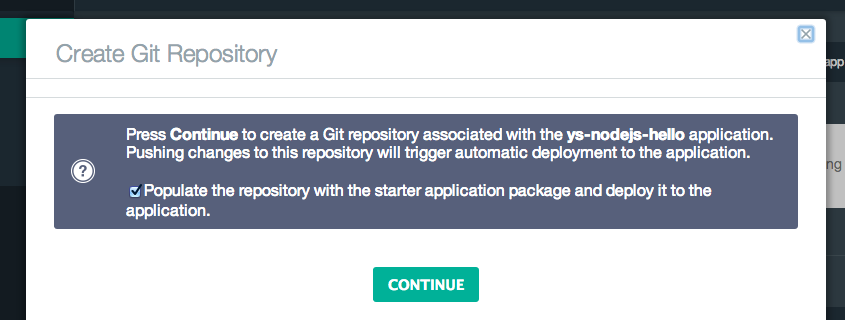 Create Git Repository
app
Press Continue to create a Git repository associated with the ys-nodejs-hello application.
Pushing changes to this repository will trigger automatic deployment to the application.
ng
?
Populate the repository with the starter application package and deploy it to the
application.
CONTINUE